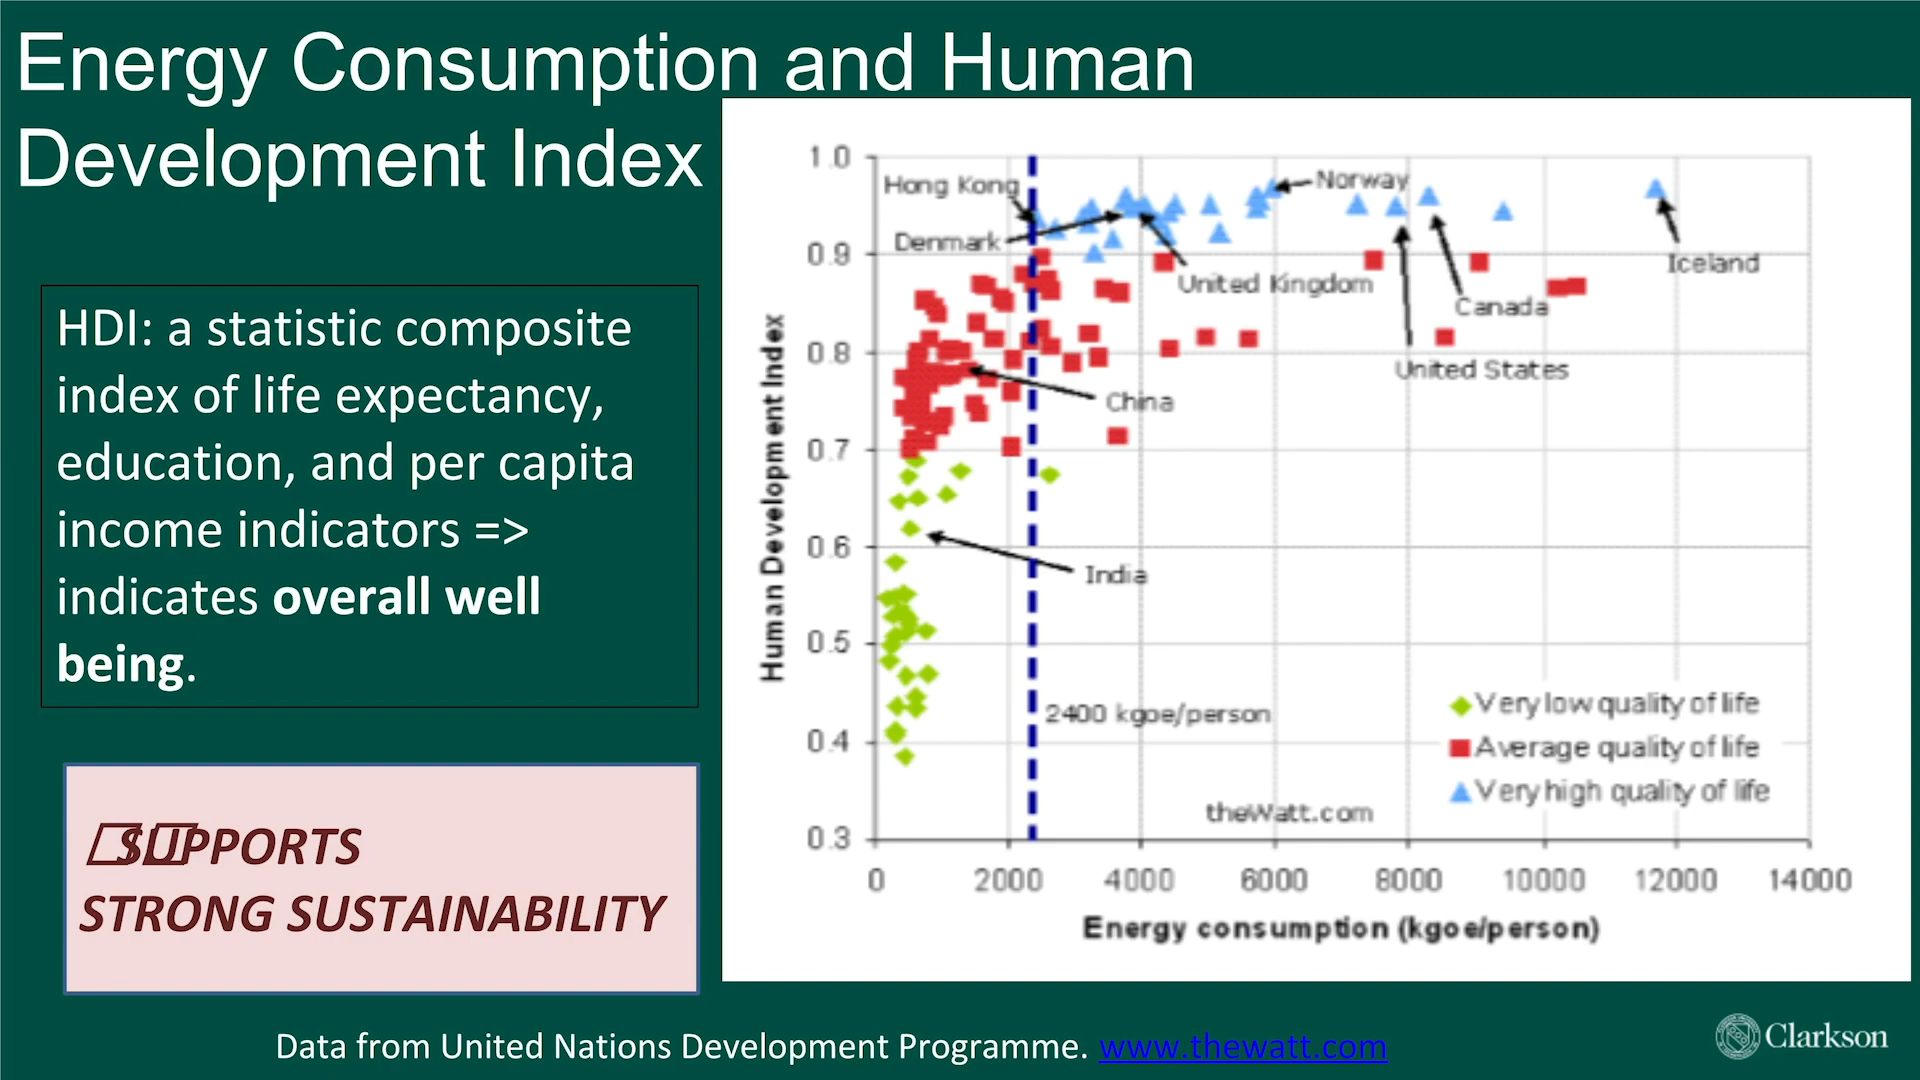 Energy Consumption and Human
Development Index
HDI: a statistic composite
index of life expectancy,
education, and per capita
income indicators =>
indicates overall well
being.
SUPPORTS
STRONG SUSTAINABILITY
Human Development Index
1.0
0.9
0.8
0.7
0.6
0.5
0.4
0.3
Hong Kong
Norway
Denmark
United Kingdom
Iceland
Canada
United States
China
India
2400 kgoe/person
Very low quality of life
Average quality of life
Very high quality of life
theWatt.com
0 2000 4000 6000 8000 10000 12000 14000
Energy consumption (kgoe/person)
Data from United Nations Development Programme. www.thewatt.com
Clarkson